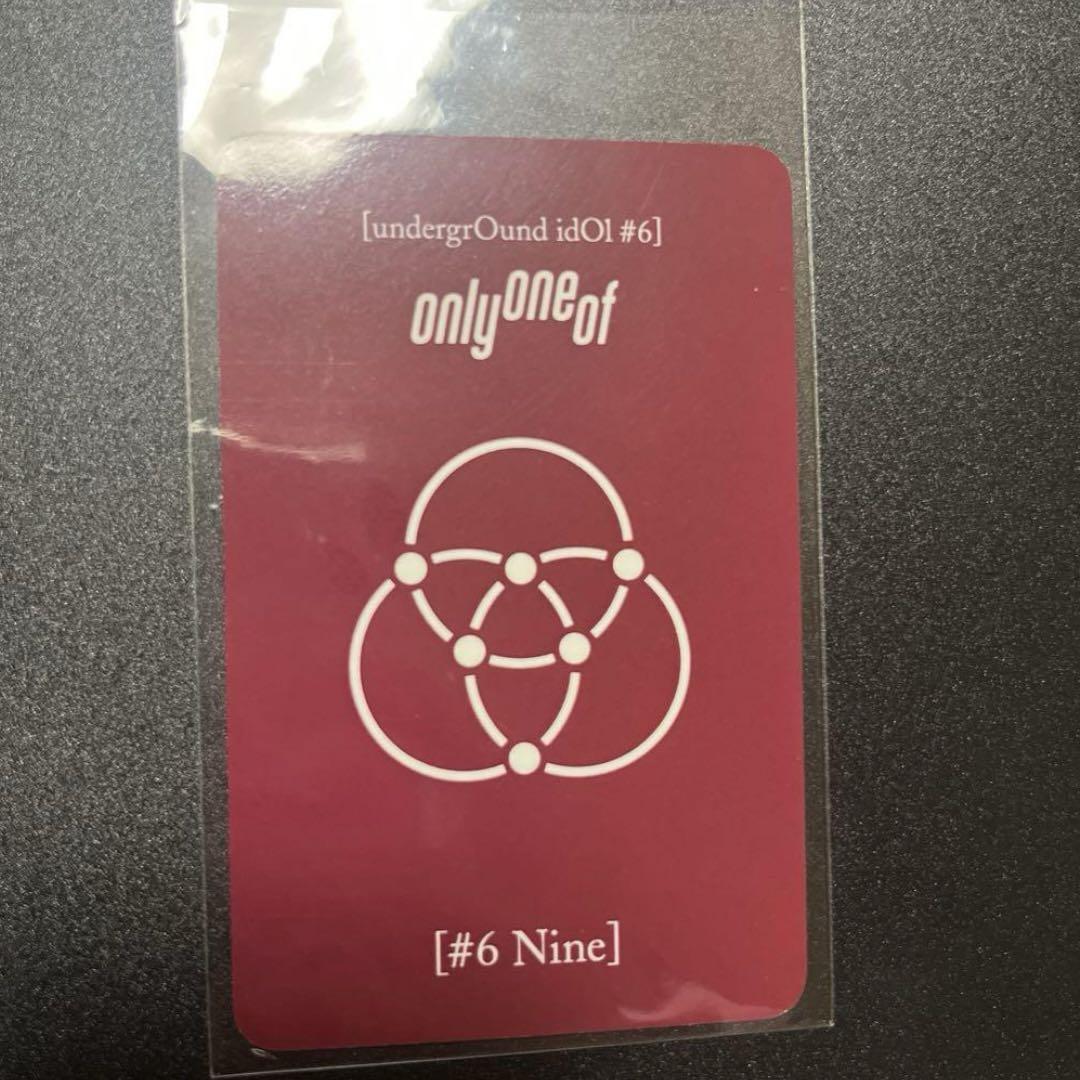 [undergrOund idOl #6]
onlyoneof
[#6 Nine]